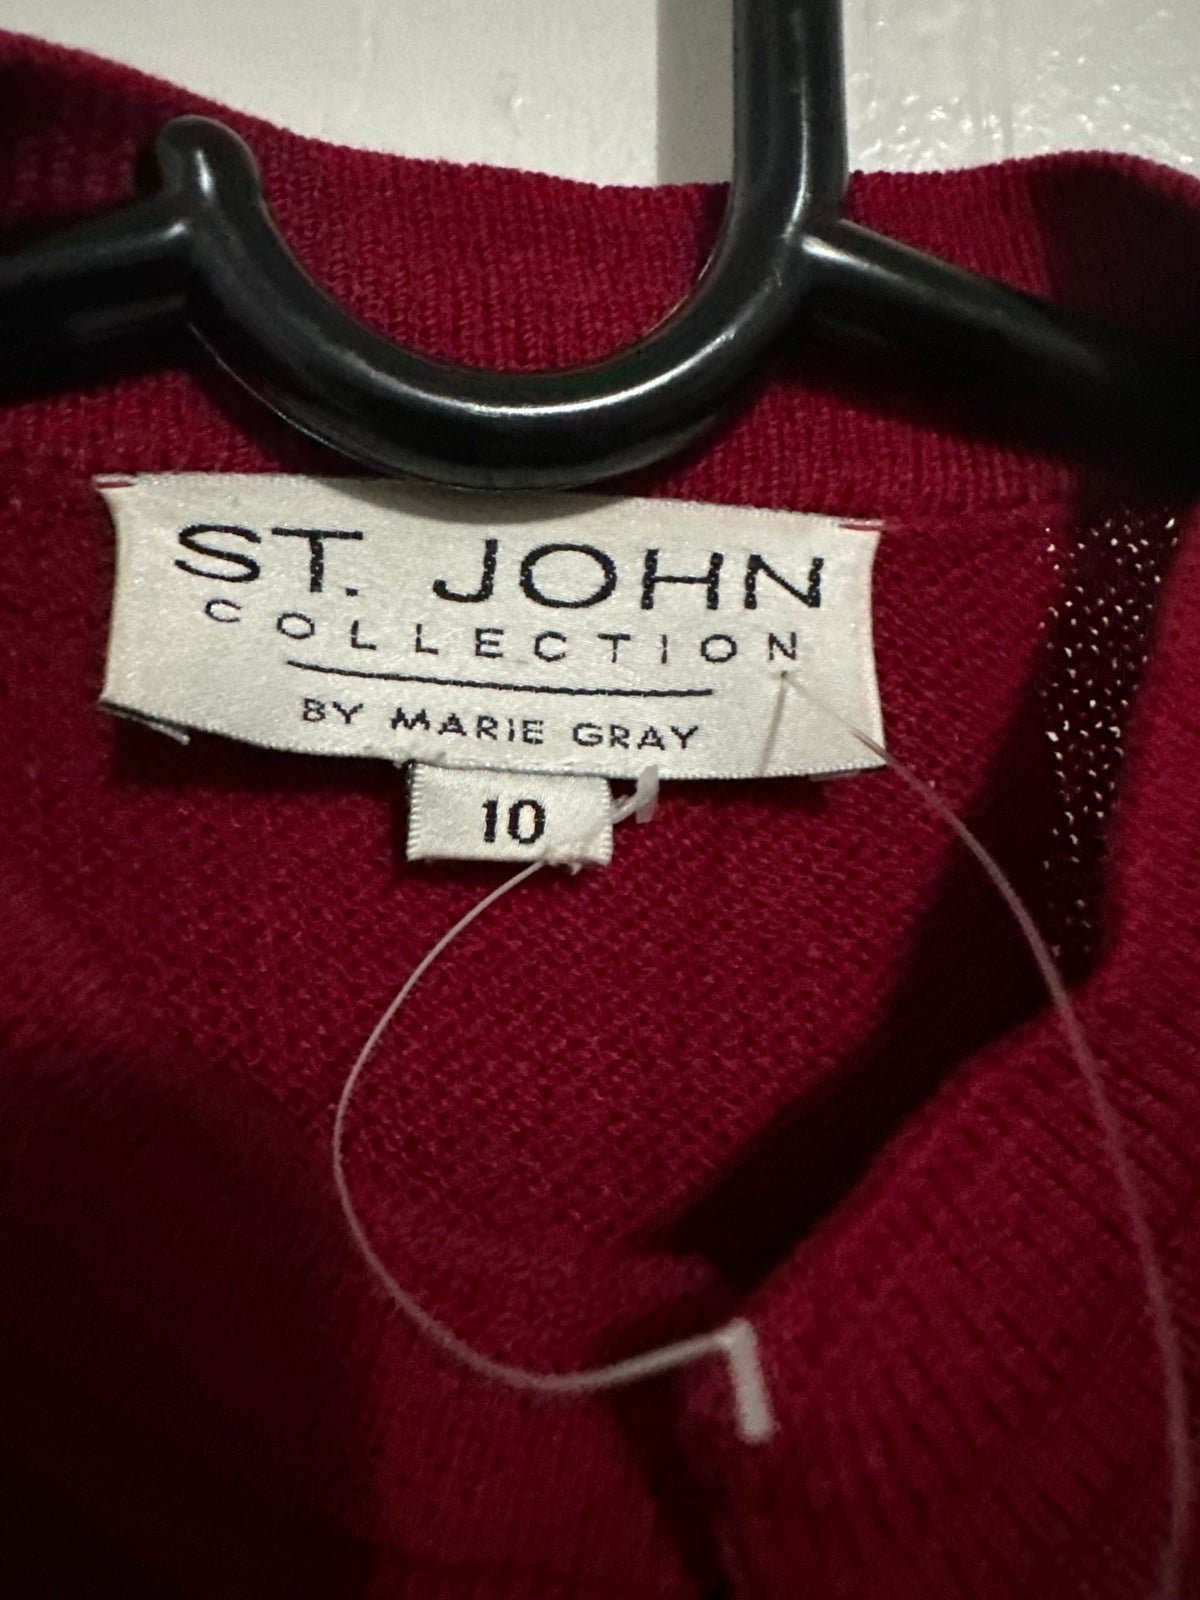 ST. JOHN
COLLECTION
BY MARIE GRAY
10